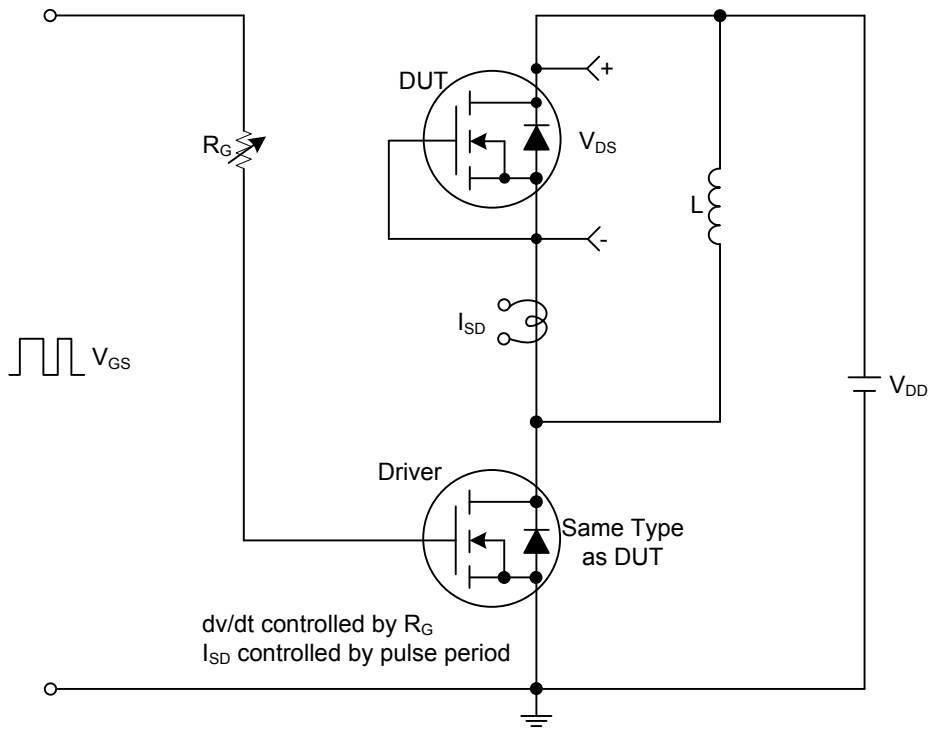 DUT
+
R_G
V_DS
L
-
I_SD
V_GS
V_DD
Driver
Same Type
as DUT
dv/dt controlled by R_G
I_SD controlled by pulse period